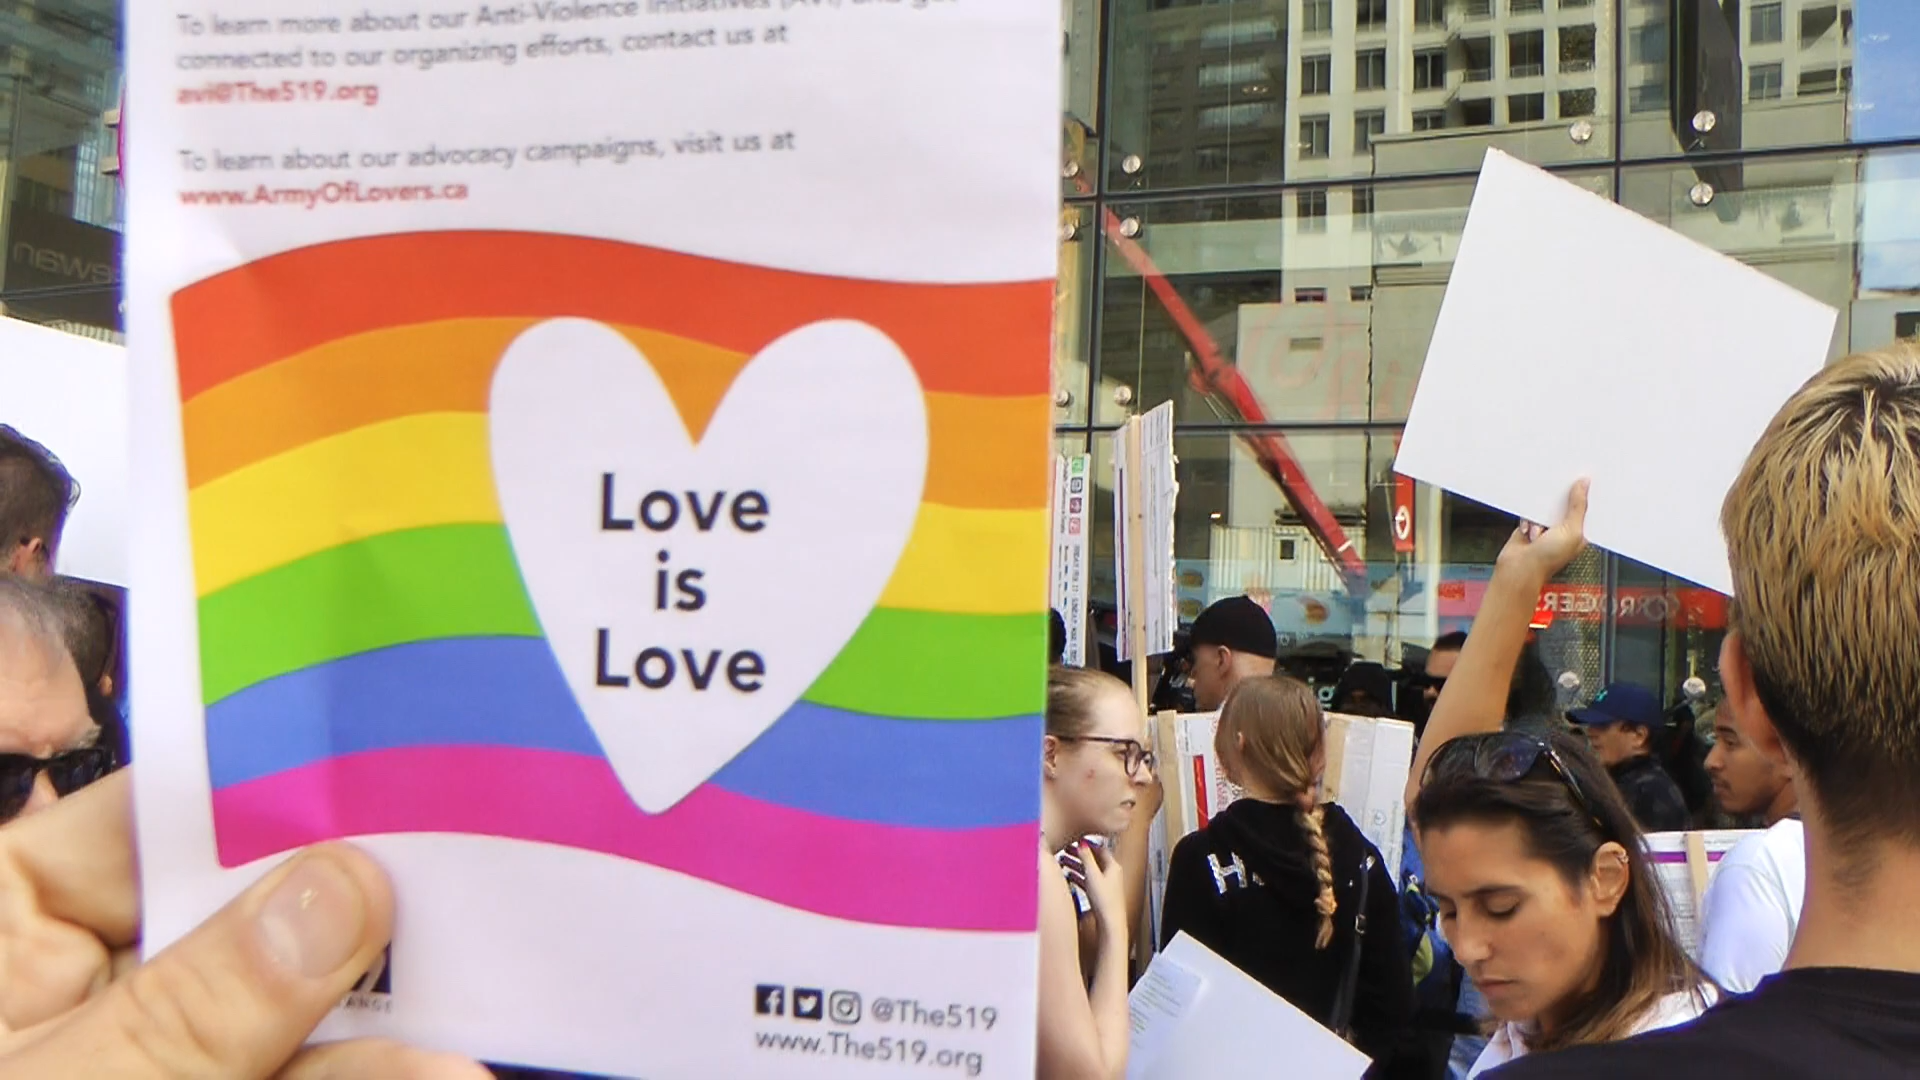 To learn more about our Anti-Violence Initiatives (AVI) and get
connected to our organizing efforts, contact us at
avi@The519.org
To learn about our advocacy campaigns, visit us at
www.ArmyOfLovers.ca
Love
is
Love
@The519
www.The519.org
ROGERS